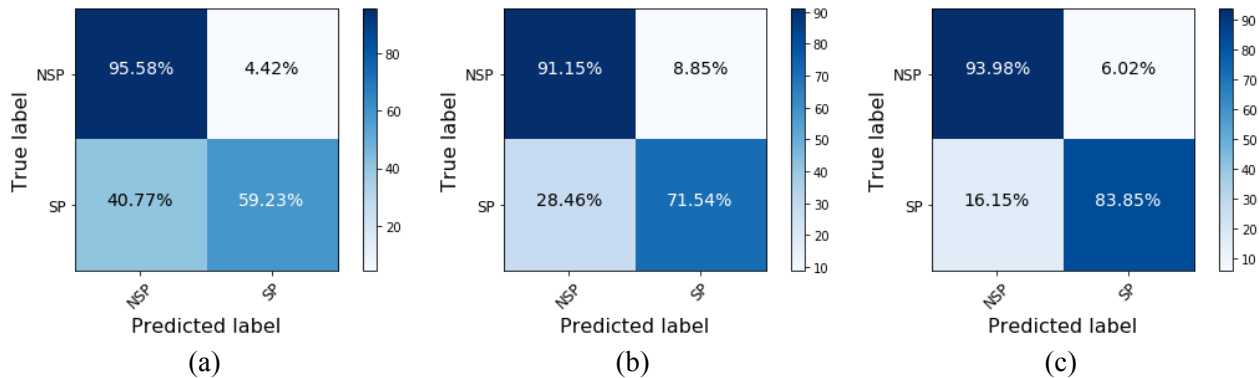 NSP 95.58% 4.42%
SP 40.77% 59.23%
NSP SP
True label
Predicted label
80
60
40
20
(a)
NSP 91.15% 8.85%
SP 28.46% 71.54%
NSP SP
True label
Predicted label
90
80
70
60
50
40
30
20
10
(b)
NSP 93.98% 6.02%
SP 16.15% 83.85%
NSP SP
True label
Predicted label
90
80
70
60
50
40
30
20
10
(c)